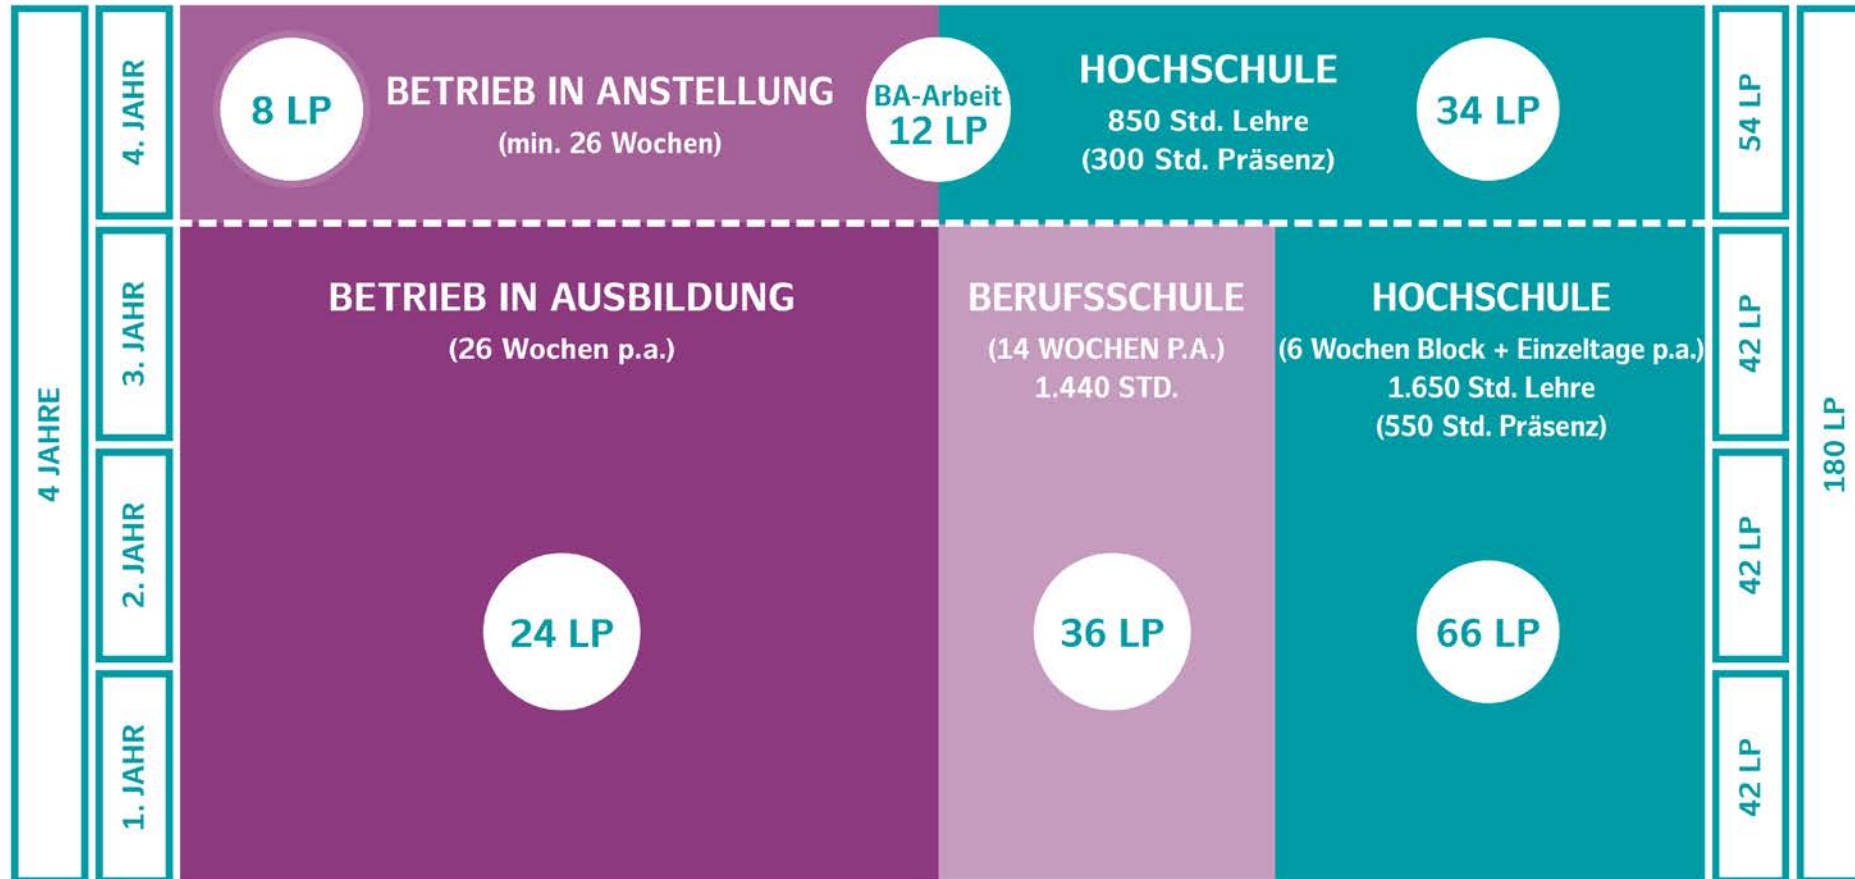 4 JAHRE
4. JAHR
3. JAHR
2. JAHR
1. JAHR
8 LP
BETRIEB IN ANSTELLUNG
(min. 26 Wochen)
BA-Arbeit
12 LP
HOCHSCHULE
850 Std. Lehre
(300 Std. Präsenz)
34 LP
BETRIEB IN AUSBILDUNG
(26 Wochen p.a.)
24 LP
BERUFSSCHULE
(14 WOCHEN P.A.)
1.440 STD.
36 LP
HOCHSCHULE
(6 Wochen Block + Einzeltage p.a.)
1.650 Std. Lehre
(550 Std. Präsenz)
66 LP
54 LP
42 LP
42 LP
42 LP
180 LP